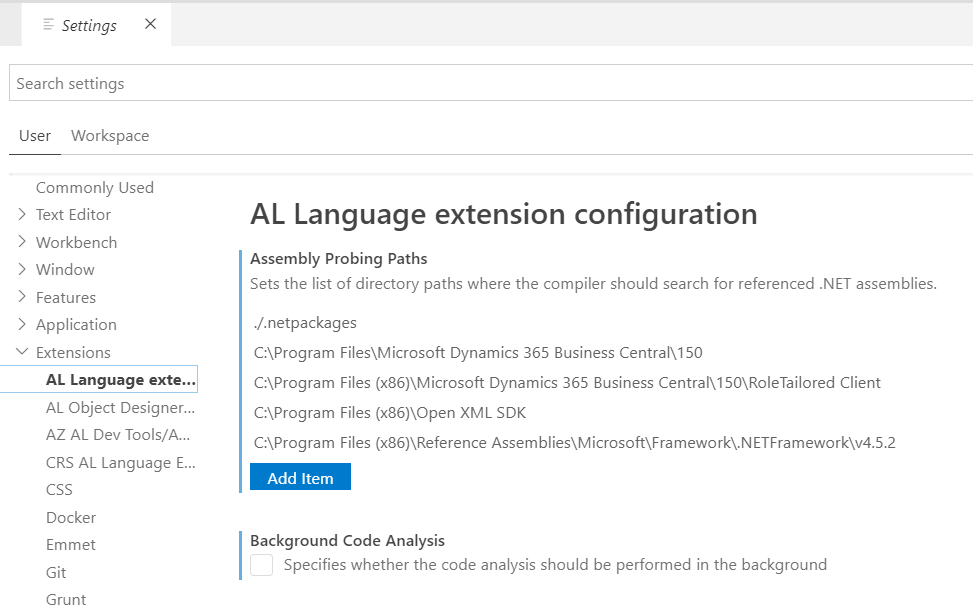 Settings
Search settings
User Workspace
Commonly Used
Text Editor
Workbench
Window
Features
Application
Extensions
AL Language exte...
AL Object Designer...
AZ AL Dev Tools/A...
CRS AL Language E...
CSS
Docker
Emmet
Git
Grunt
AL Language extension configuration
Assembly Probing Paths
Sets the list of directory paths where the compiler should search for referenced .NET assemblies.
./.netpackages
C:\Program Files\Microsoft Dynamics 365 Business Central\150
C:\Program Files (x86)\Microsoft Dynamics 365 Business Central\150\RoleTailored Client
C:\Program Files (x86)\Open XML SDK
C:\Program Files (x86)\Reference Assemblies\Microsoft\Framework\.NETFramework\v4.5.2
Add Item
Background Code Analysis
Specifies whether the code analysis should be performed in the background